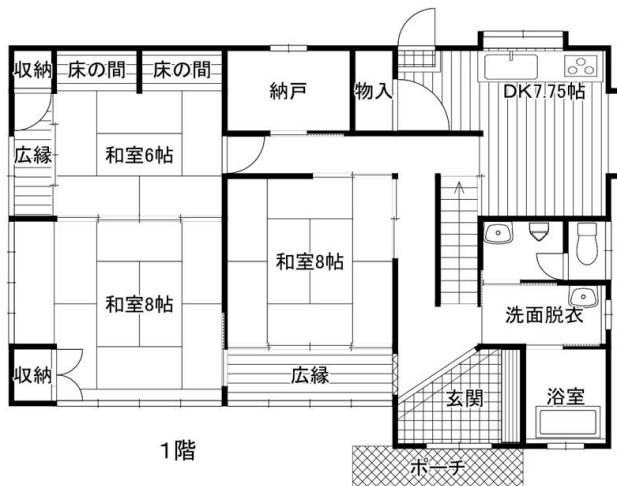 収納
床の間
床の間
納戸
物入
DK7.75帖
広縁
和室6帖
和室8帖
和室8帖
洗面脱衣
収納
広縁
玄関
浴室
1階
ポーチ